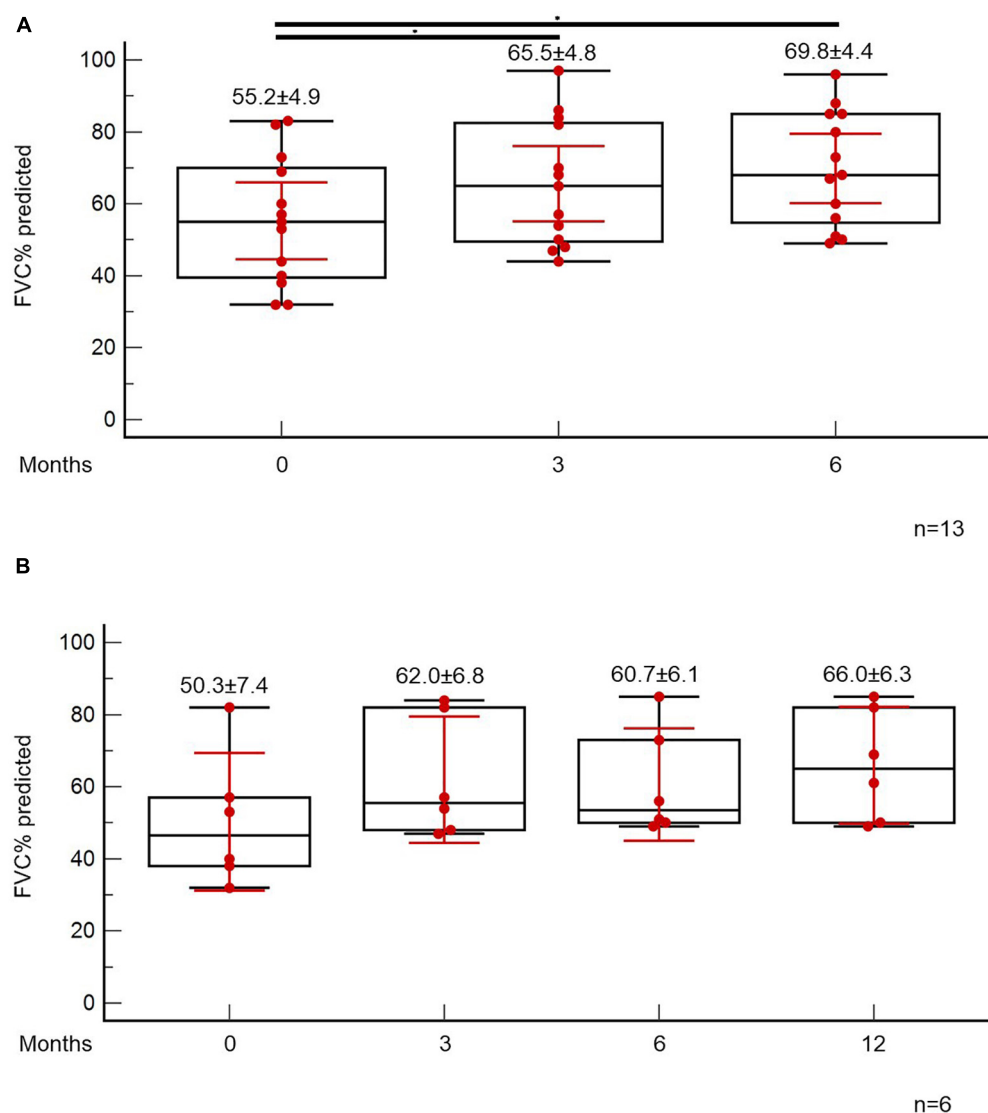 A
*
*
55.2±4.9
65.5±4.8
69.8±4.4
100
80
60
40
20
0
FVC% predicted
Months 0 3 6
n=13
B
50.3±7.4
62.0±6.8
60.7±6.1
66.0±6.3
100
80
60
40
20
0
FVC% predicted
Months 0 3 6 12
n=6